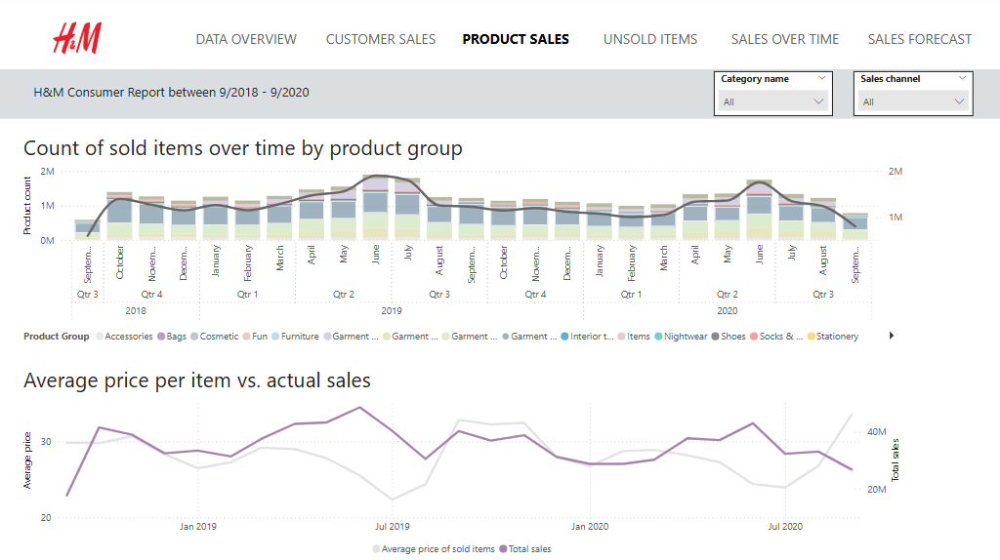 H&M
DATA OVERVIEW CUSTOMER SALES PRODUCT SALES UNSOLD ITEMS SALES OVER TIME SALES FORECAST
H&M Consumer Report between 9/2018 - 9/2020
Category name
All
Sales channel
All
Count of sold items over time by product group
Product count
2M
1M
0M
2M
1M
Septem... October Novem... Decem... January February March April May June July August Septem... October Novem... Decem... January February March April May June July August Septem...
Qtr 3 Qtr 4 Qtr 1 Qtr 2 Qtr 3 Qtr 4 Qtr 1 Qtr 2 Qtr 3
2018 2019 2020
Product Group Accessories Bags Cosmetic Fun Furniture Garment ... Garment ... Garment ... Garment ... Interior t... Items Nightwear Shoes Socks & ... Stationery
Average price per item vs. actual sales
Average price
30
20
40M
20M
Total sales
Jan 2019 Jul 2019 Jan 2020 Jul 2020
Average price of sold items Total sales